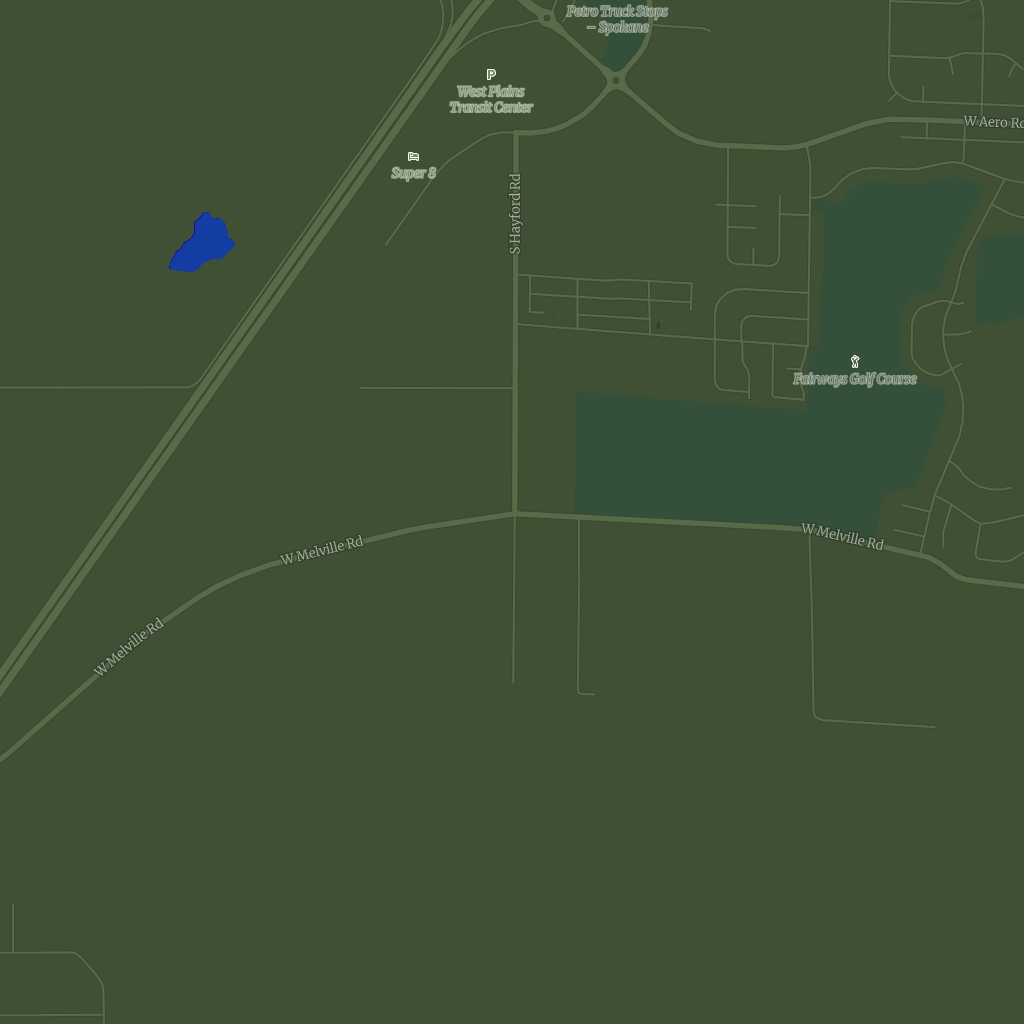 Petro Truck Stops
– Spokane
West Plains
Transit Center
W Aero Rd
Super 8
S Hayford Rd
Fairways Golf Course
W Melville Rd
W Melville Rd
W Melville Rd